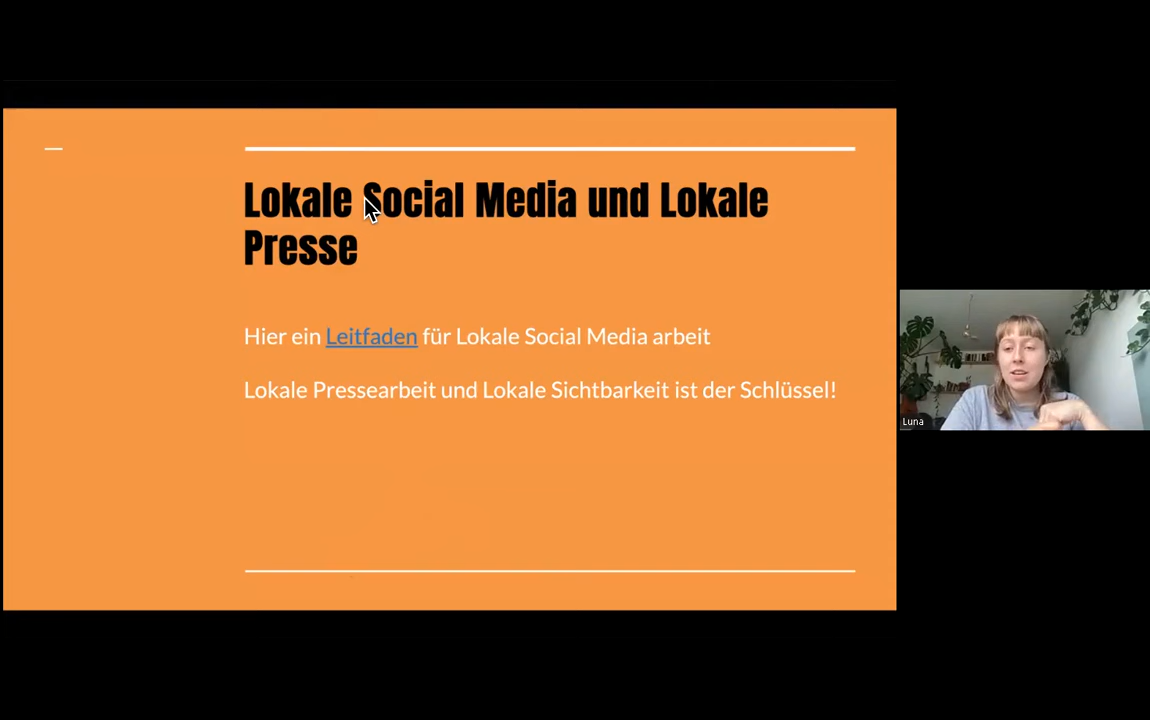 Lokale Social Media und Lokale
Presse
Hier ein Leitfaden für Lokale Social Media arbeit
Lokale Pressearbeit und Lokale Sichtbarkeit ist der Schlüssel!
Luna